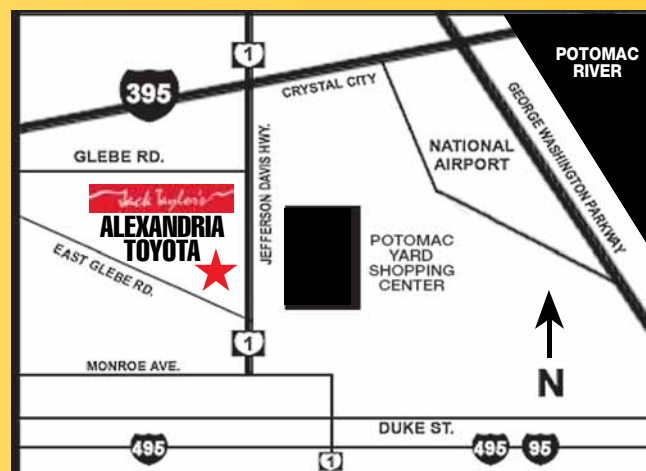 1
POTOMAC
RIVER
395
CRYSTAL CITY
GEORGE WASHINGTON PARKWAY
NATIONAL
AIRPORT
GLEBE RD.
JEFFERSON DAVIS HWY.
Jack Taylor's
ALEXANDRIA
TOYOTA
EAST GLEBE RD.
POTOMAC
YARD
SHOPPING
CENTER
1
MONROE AVE.
N
DUKE ST.
495
1
495
95